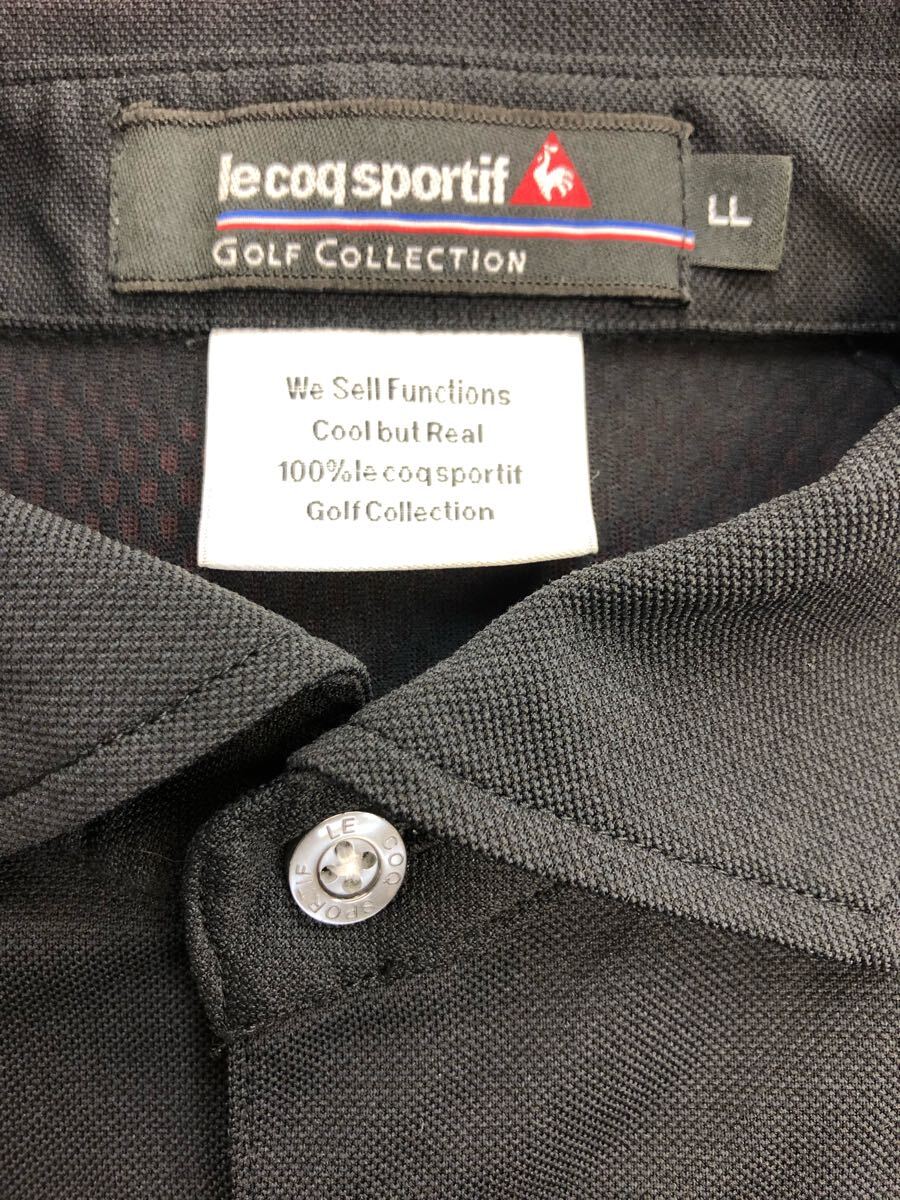 le coq sportif
LL
GOLF COLLECTION
We Sell Functions
Cool but Real
100% le coq sportif
Golf Collection
LE COQ SPORTIF